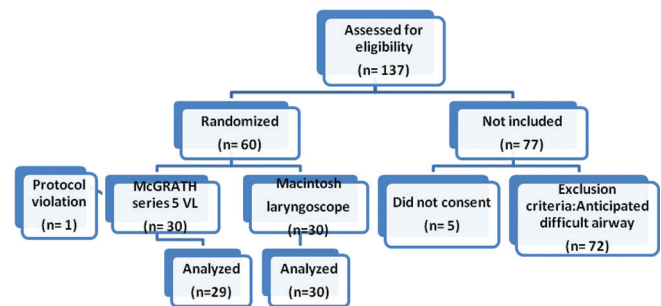 Assessed for
eligibility
(n= 137)
Randomized
(n= 60)
Not included
(n= 77)
Protocol
violation
(n= 1)
McGRATH
series 5 VL
(n= 30)
Macintosh
laryngoscope
(n=30)
Did not consent
(n= 5)
Exclusion
criteria:Anticipated
difficult airway
(n= 72)
Analyzed
(n=29)
Analyzed
(n=30)